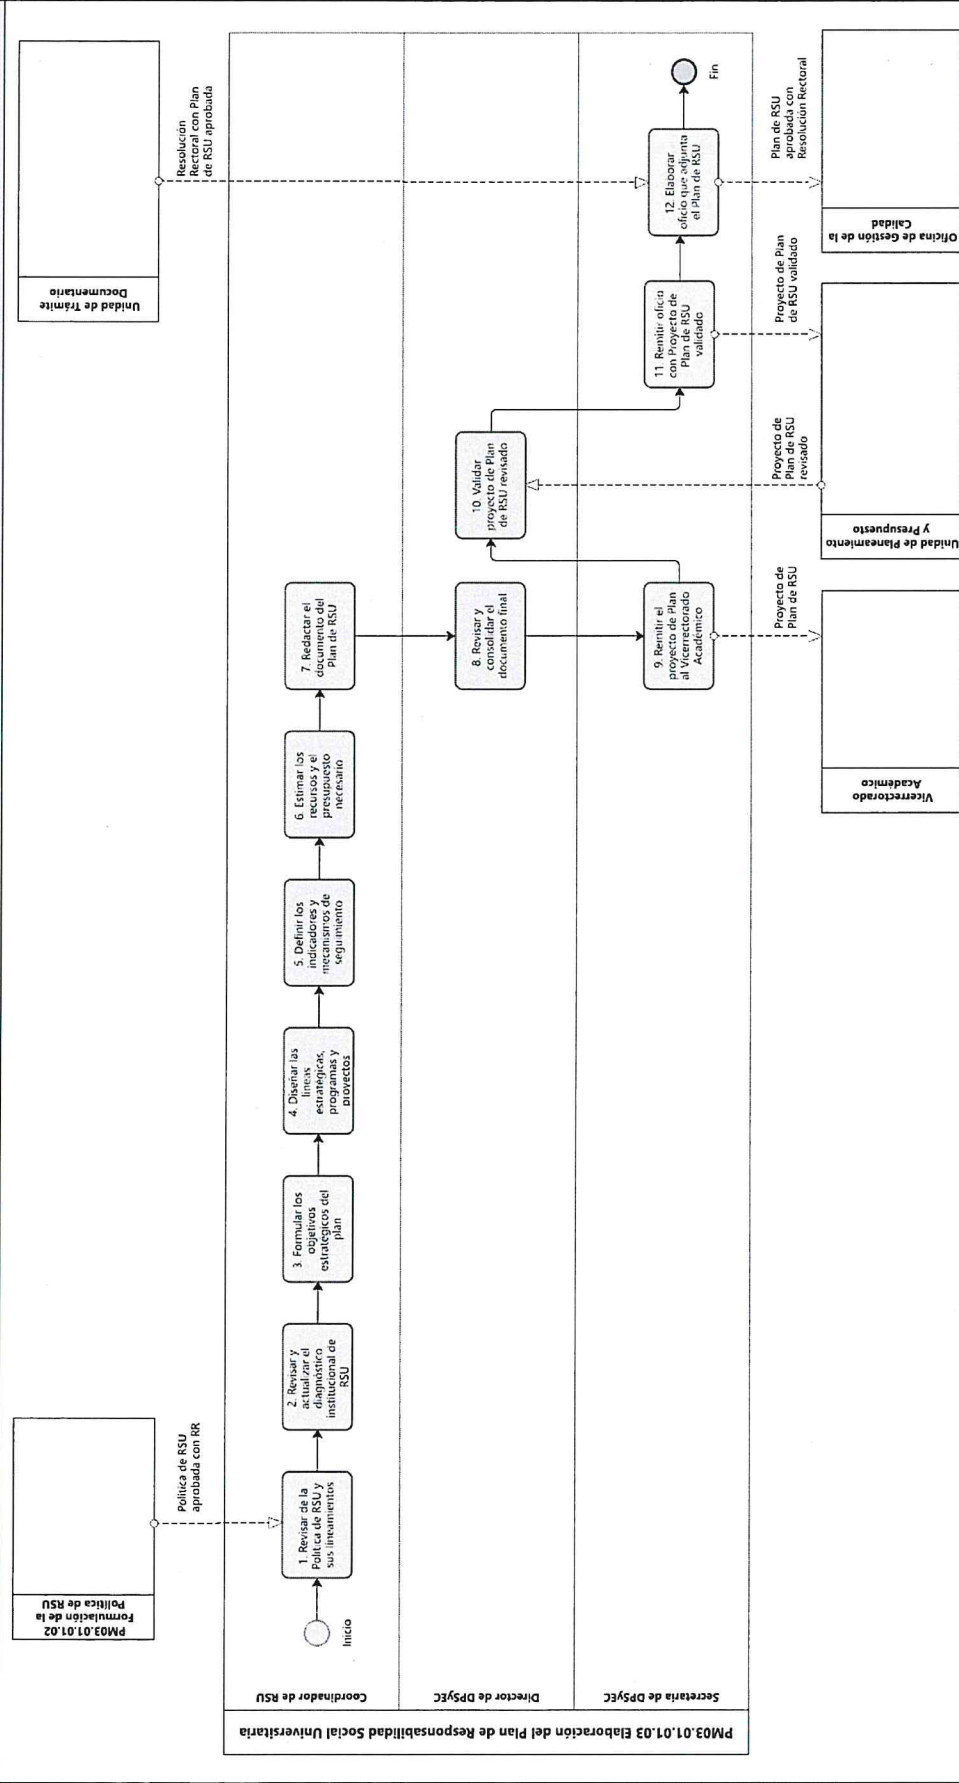 PM03.01.01.02
Formulación de la
Política de RSU
Política de RSU
aprobada con RR
Unidad de Trámite
Documentario
Resolución
Rectoral con Plan
de RSU aprobada
PM03.01.01.03 Elaboración del Plan de Responsabilidad Social Universitaria
Coordinador de RSU
Inicio
1. Revisar de la
Política de RSU y
sus lineamientos
2. Revisar y
actualizar el
diagnóstico
institucional de
RSU
3. Formular los
objetivos
estratégicos del
plan
4. Diseñar las
líneas
estratégicas,
programas y
proyectos
5. Definir los
indicadores y
mecanismos de
seguimiento
6. Estimar los
recursos y el
presupuesto
necesario
7. Redactar el
documento del
Plan de RSU
Director de DPSyEC
8. Revisar y
consolidar el
documento final
10. Validar
proyecto de Plan
de RSU revisado
Secretaria de DPSyEC
9. Remitir el
proyecto de Plan
al Vicerrectorado
Académico
11. Remitir oficio
con Proyecto de
Plan de RSU
validado
12. Elaborar
oficio que adjunta
el Plan de RSU
Fin
Proyecto de
Plan de RSU
Proyecto de
Plan de RSU
revisado
Proyecto de Plan
de RSU validado
Plan de RSU
aprobada con
Resolución Rectoral
Vicerrectorado
Académico
Unidad de Planeamiento
y Presupuesto
Oficina de Gestión de la
Calidad